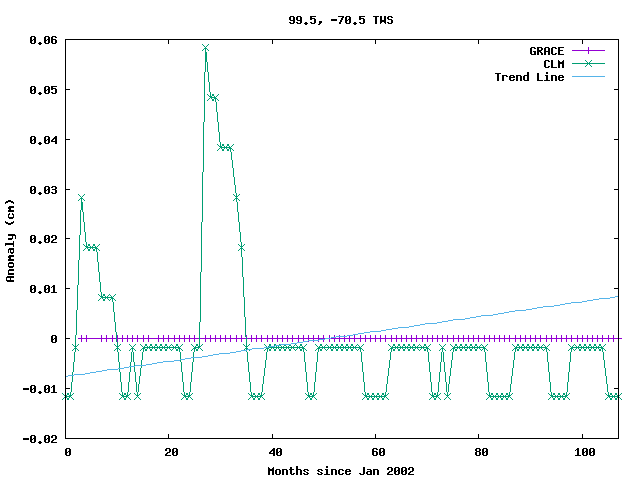 99.5, -70.5 TWS
GRACE
CLM
Trend Line
Anomaly (cm)
0.06
0.05
0.04
0.03
0.02
0.01
0
-0.01
-0.02
0 20 40 60 80 100
Months since Jan 2002